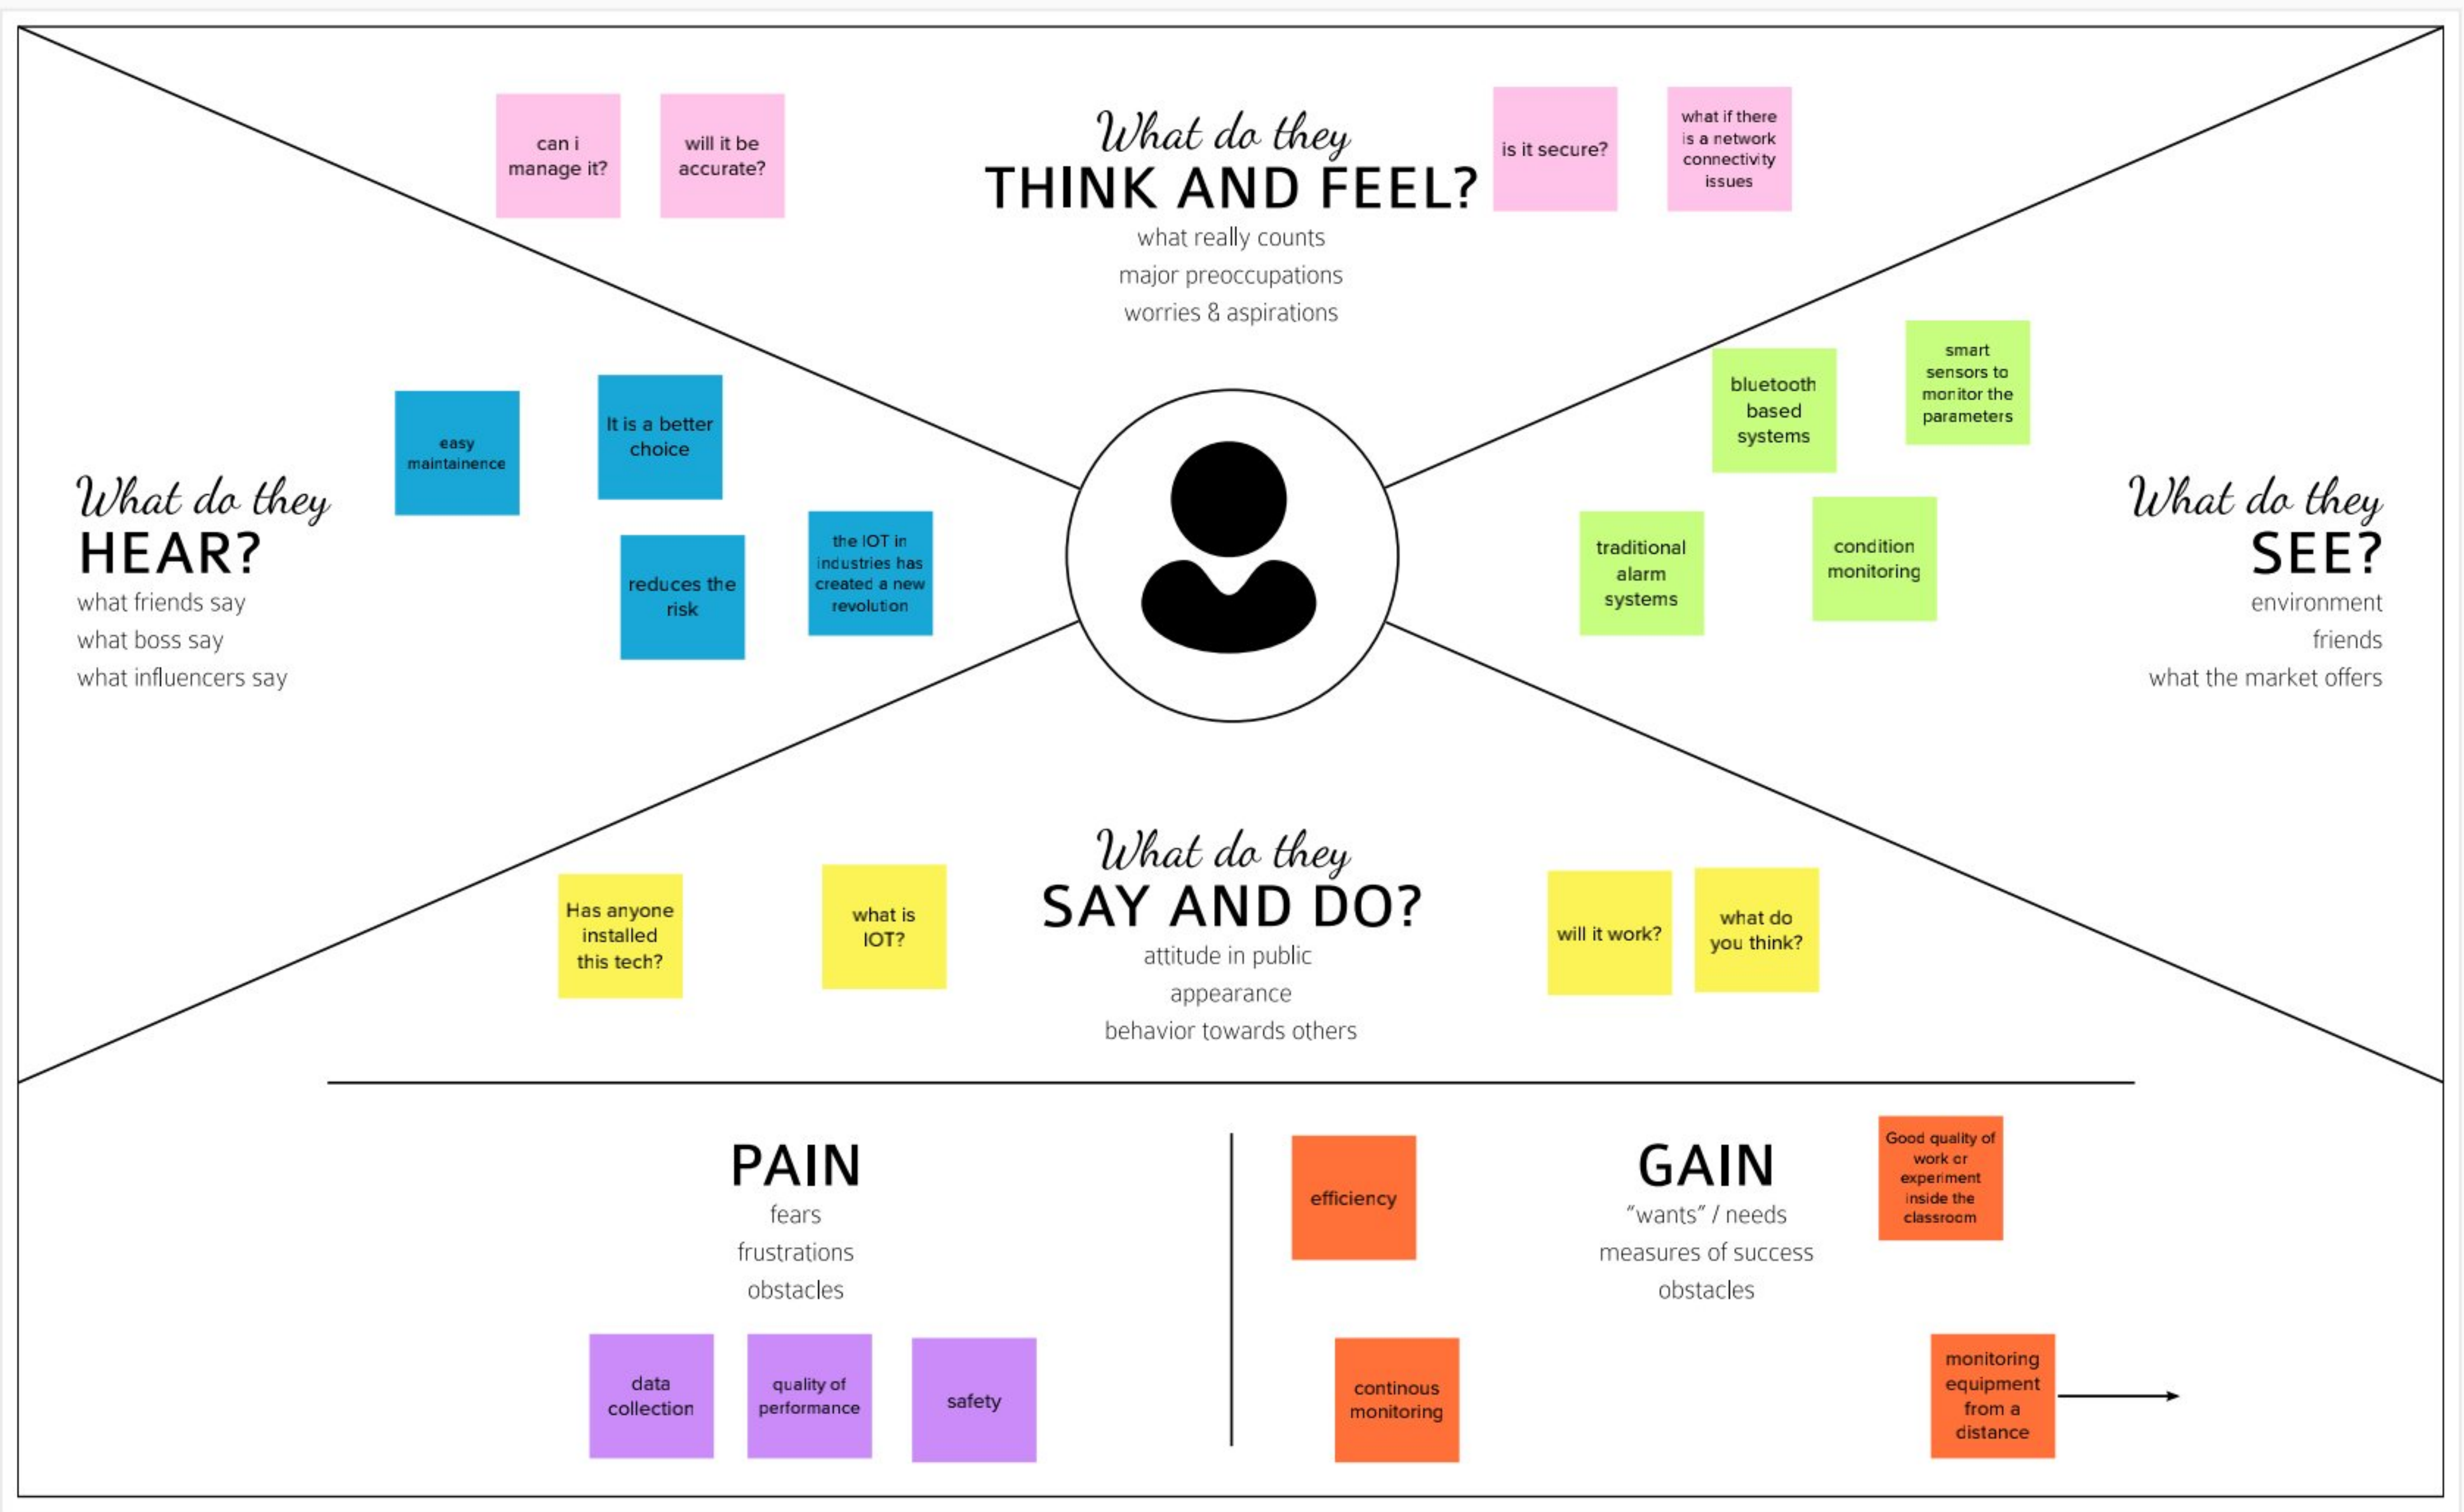 can i
manage it?
will it be
accurate?
What do they
THINK AND FEEL?
what really counts
major preoccupations
worries & aspirations
is it secure?
what if there
is a network
connectivity
issues
What do they
HEAR?
what friends say
what boss say
what influencers say
easy
maintainence
It is a better
choice
reduces the
risk
the IOT in
industries has
created a new
revolution
bluetooth
based
systems
smart
sensors to
monitor the
parameters
traditional
alarm
systems
condition
monitoring
What do they
SEE?
environment
friends
what the market offers
Has anyone
installed
this tech?
what is
IOT?
What do they
SAY AND DO?
attitude in public
appearance
behavior towards others
will it work?
what do
you think?
PAIN
fears
frustrations
obstacles
data
collection
quality of
performance
safety
efficiency
GAIN
“wants” / needs
measures of success
obstacles
Good quality of
work or
experiment
inside the
classroom
continous
monitoring
monitoring
equipment
from a
distance